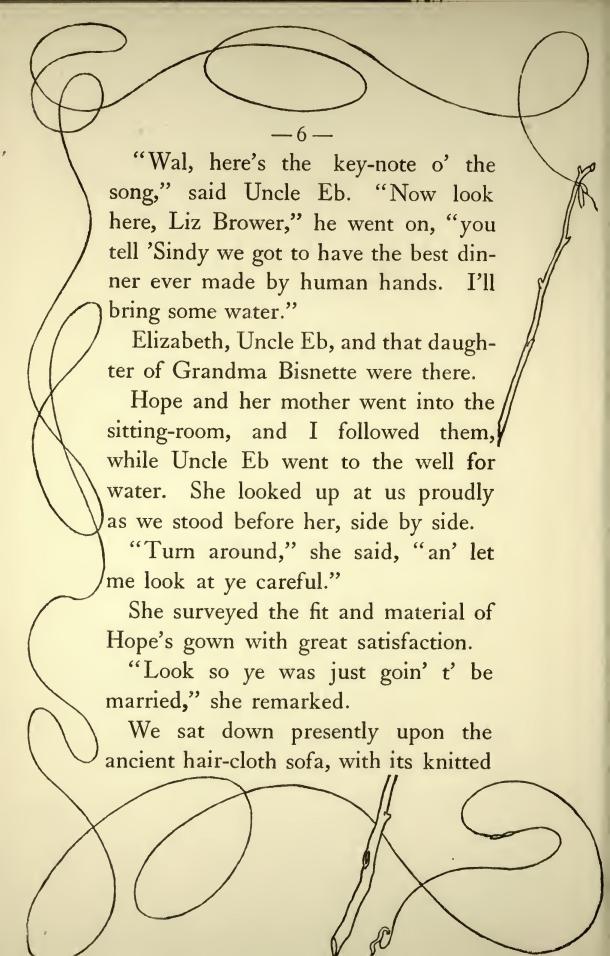 —6—
“Wal, here’s the key-note o’ the
song,” said Uncle Eb. “Now look
here, Liz Brower,” he went on, “you
tell ’Sindy we got to have the best din-
ner ever made by human hands. I’ll
bring some water.”
Elizabeth, Uncle Eb, and that daugh-
ter of Grandma Bisnette were there.
Hope and her mother went into the
sitting-room, and I followed them,
while Uncle Eb went to the well for
water. She looked up at us proudly
as we stood before her, side by side.
“Turn around,” she said, “an’ let
me look at ye careful.”
She surveyed the fit and material of
Hope’s gown with great satisfaction.
“Look so ye was just goin’ t’ be
married,” she remarked.
We sat down presently upon the
ancient hair-cloth sofa, with its knitted